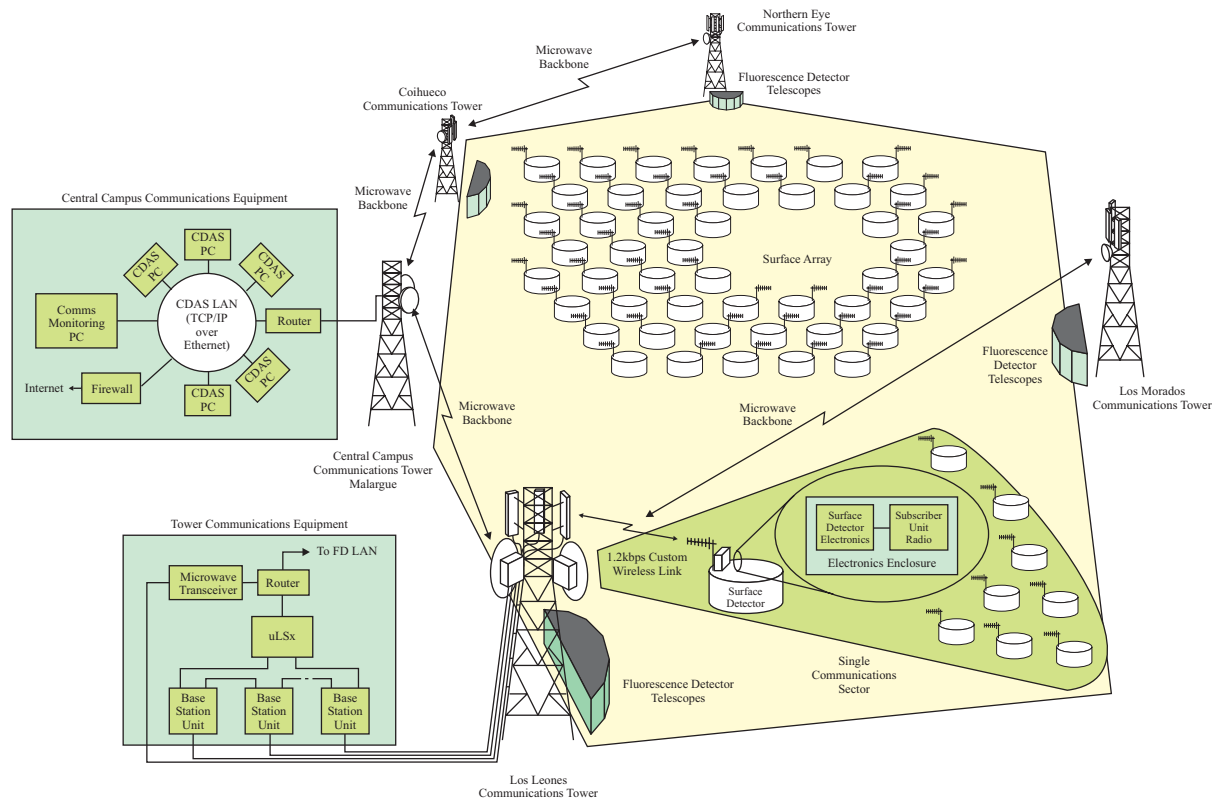 Northern Eye
Communications Tower
Microwave
Backbone
Fluorescence Detector
Telescopes
Coihueco
Communications Tower
Microwave
Backbone
Central Campus Communications Equipment
CDAS
PC
CDAS
PC
CDAS
PC
CDAS LAN
(TCP/IP
over
Ethernet)
Comms
Monitoring
PC
Router
Internet
Firewall
CDAS
PC
CDAS
PC
Surface
Array
Fluorescence
Detector
Telescopes
Los Morados
Communications Tower
Microwave
Backbone
Microwave
Backbone
Central Campus
Communications Tower
Malargue
Tower Communications Equipment
To FD LAN
Microwave
Transceiver
Router
uLSx
Base
Station
Unit
Base
Station
Unit
Base
Station
Unit
1.2kbps Custom
Wireless Link
Surface
Detector
Surface
Detector
Electronics
Subscriber
Unit
Radio
Electronics Enclosure
Single
Communications
Sector
Fluorescence Detector
Telescopes
Los Leones
Communications Tower